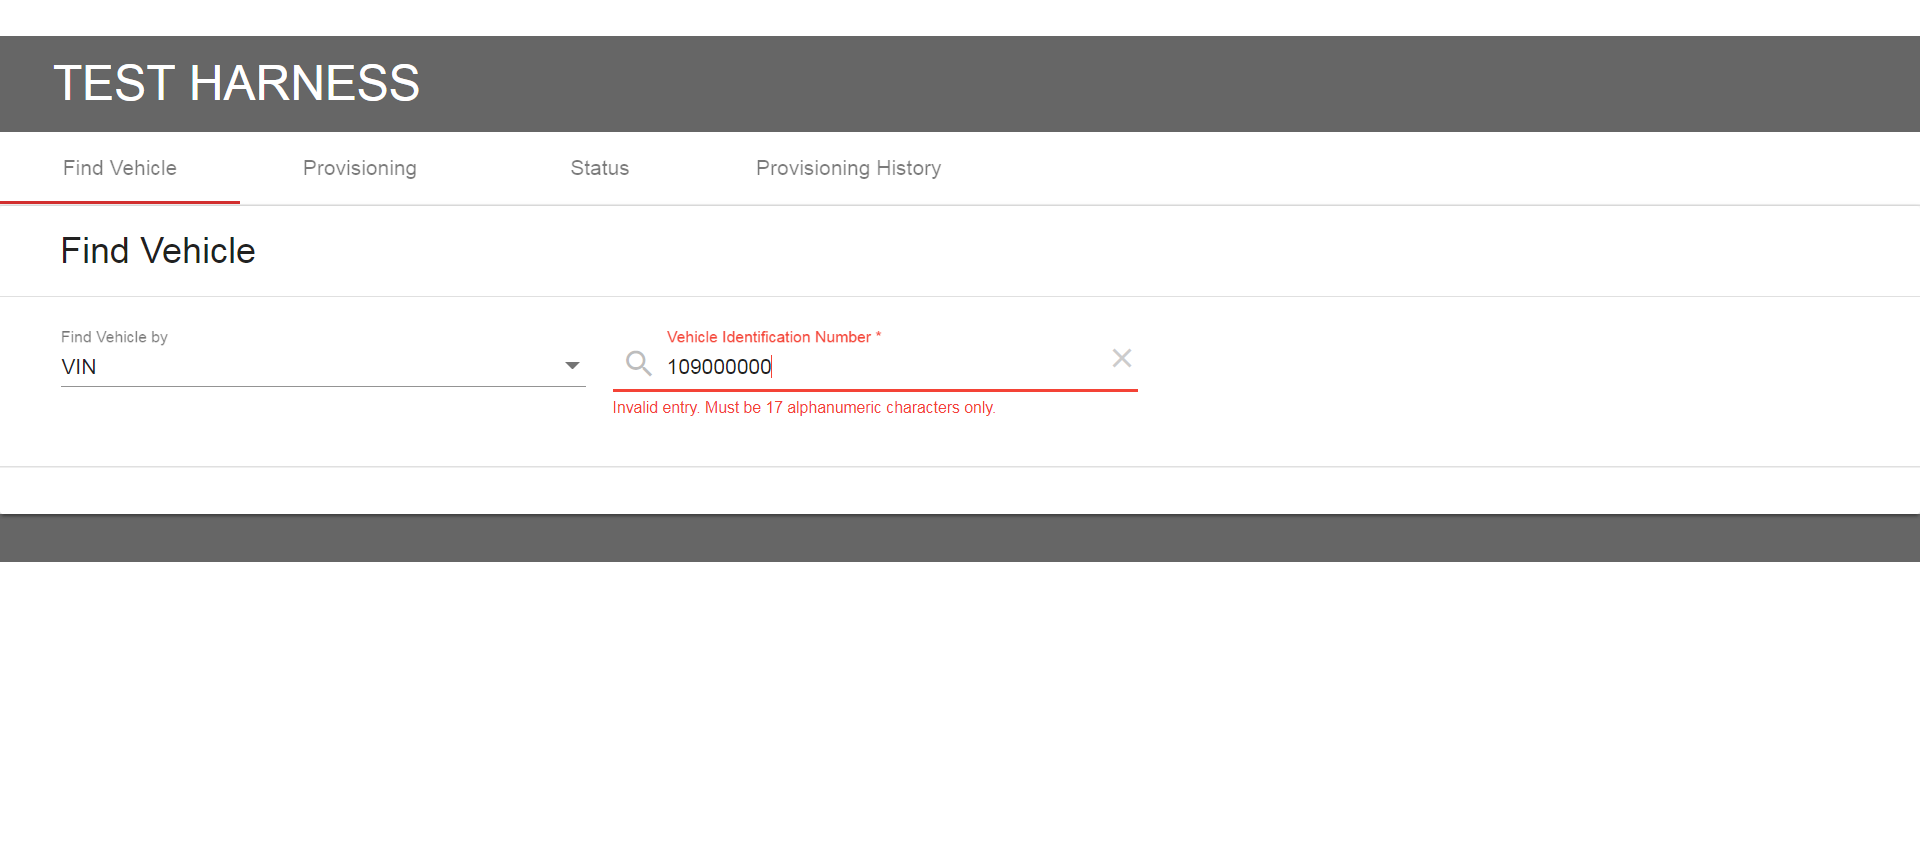 TEST HARNESS
Find Vehicle Provisioning Status Provisioning History
Find Vehicle
Find Vehicle by
VIN
Vehicle Identification Number *
109000000
Invalid entry. Must be 17 alphanumeric characters only.